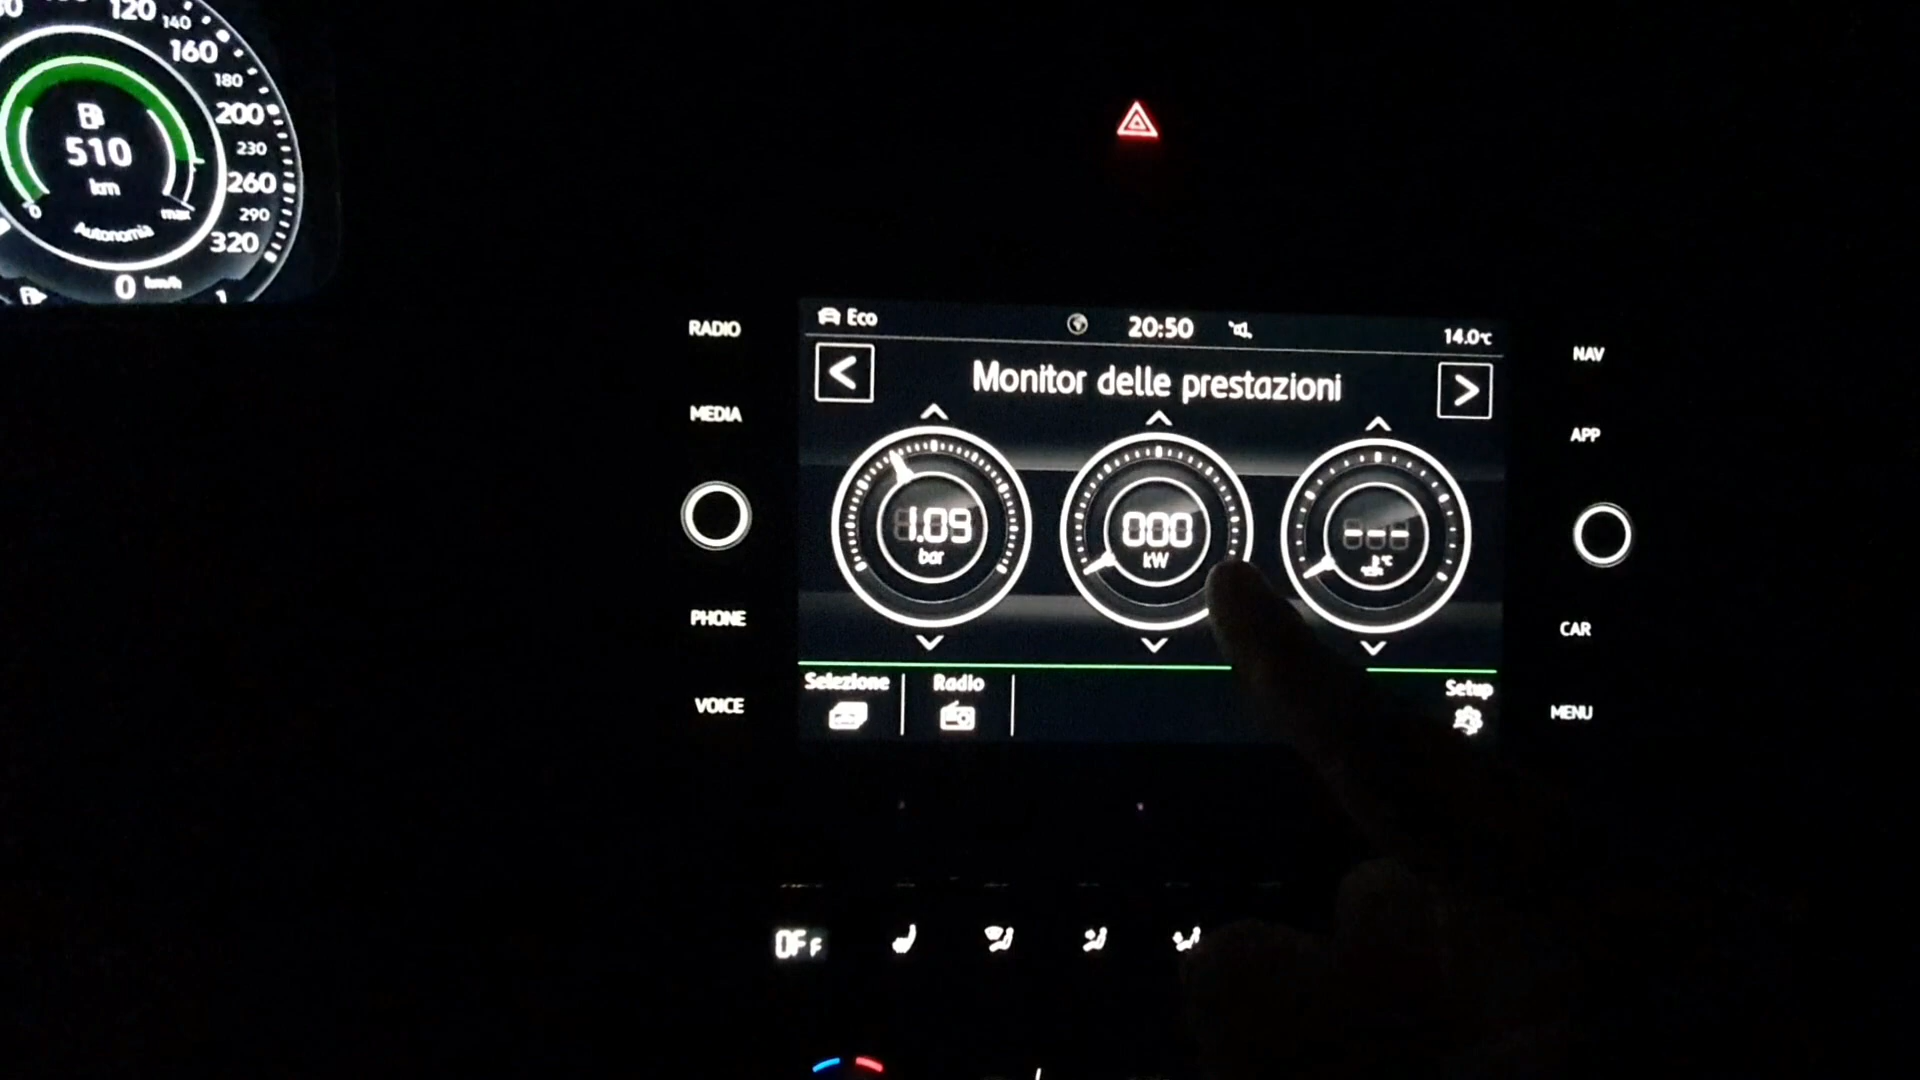 120
140
160
180
200
510
230
km
260
0
max
290
Autonomia
320
0 km/h
1
RADIO
MEDIA
PHONE
VOICE
Eco
20:50
14.0°C
Monitor delle prestazioni
1.09
bar
000
kW
---
°C
Selezione
Radio
Setup
NAV
APP
CAR
MENU
OFF